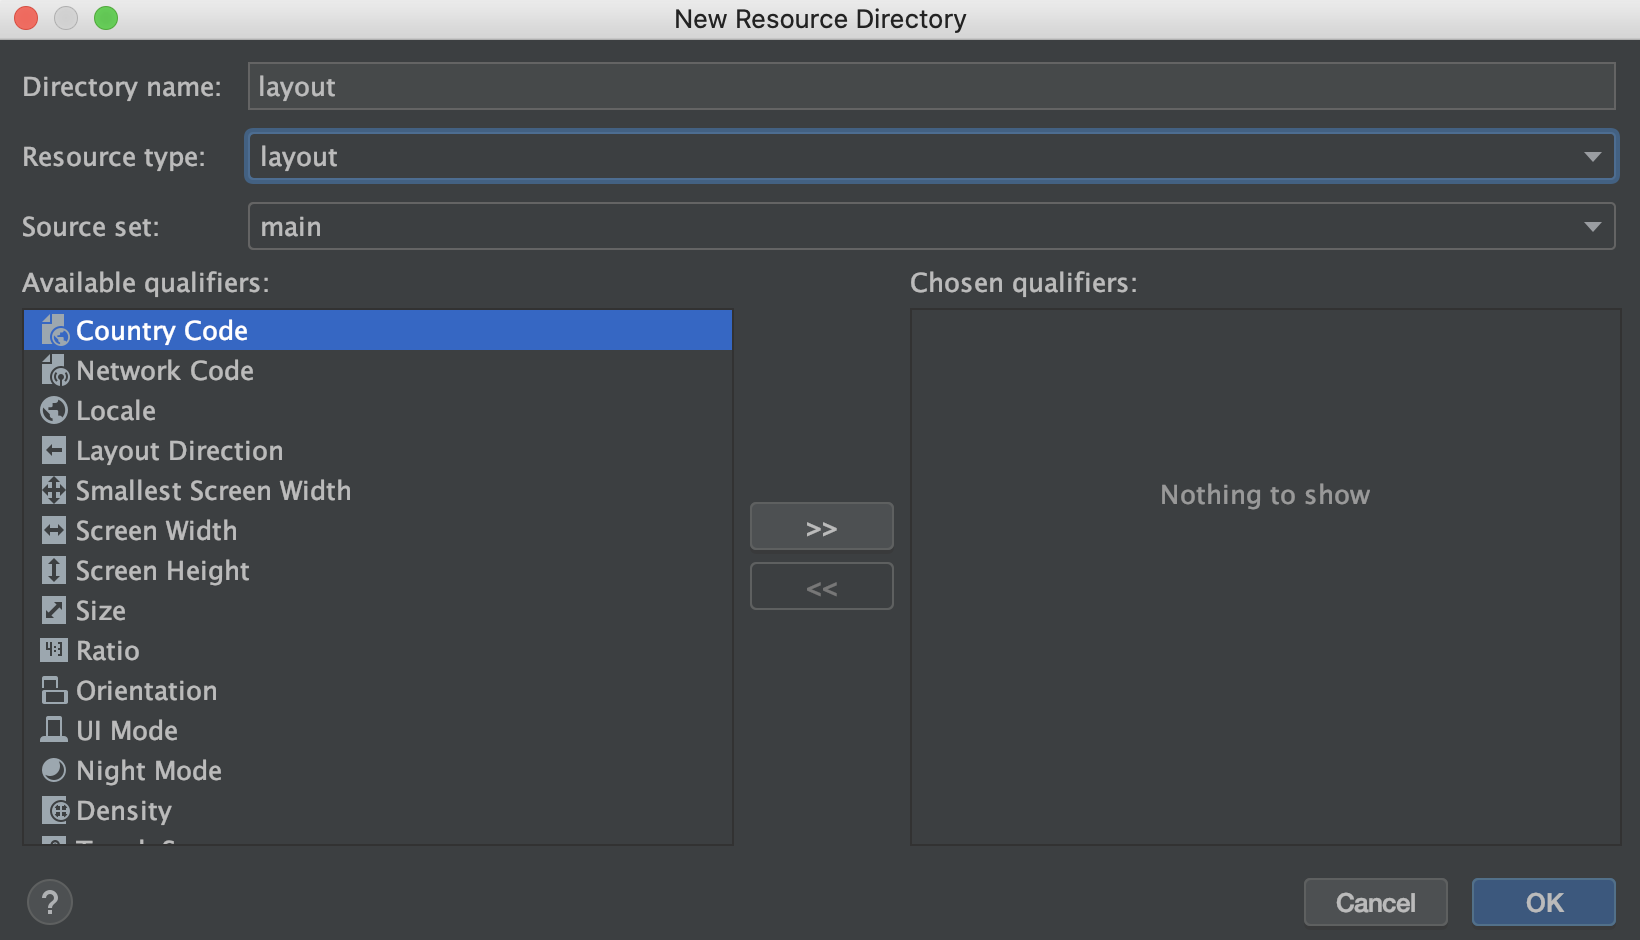 New Resource Directory
Directory name: layout
Resource type: layout
Source set: main
Available qualifiers:
Chosen qualifiers:
Country Code
Network Code
Locale
Layout Direction
Smallest Screen Width
Screen Width
Screen Height
Size
4:3 Ratio
Orientation
UI Mode
Night Mode
Density
>>
<<
Nothing to show
?
Cancel
OK